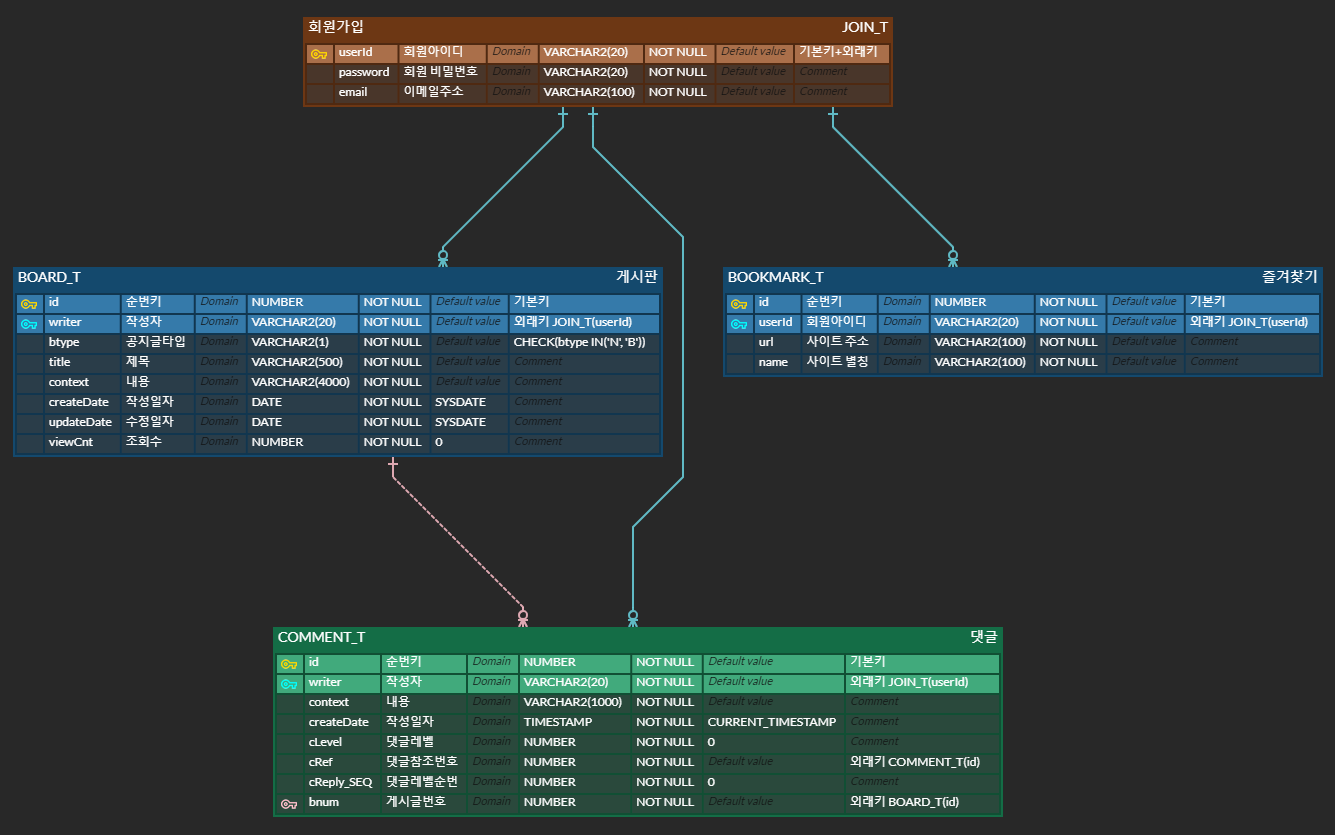 회원가입 JOIN_T
userId 회원아이디 Domain VARCHAR2(20) NOT NULL Default value 기본키+외래키
password 회원 비밀번호 Domain VARCHAR2(20) NOT NULL Default value Comment
email 이메일주소 Domain VARCHAR2(100) NOT NULL Default value Comment
BOARD_T 게시판
id 순번키 Domain NUMBER NOT NULL Default value 기본키
writer 작성자 Domain VARCHAR2(20) NOT NULL Default value 외래키 JOIN_T(userId)
btype 공지글타입 Domain VARCHAR2(1) NOT NULL Default value CHECK(btype IN('N', 'B'))
title 제목 Domain VARCHAR2(500) NOT NULL Default value Comment
context 내용 Domain VARCHAR2(4000) NOT NULL Default value Comment
createDate 작성일자 Domain DATE NOT NULL SYSDATE Comment
updateDate 수정일자 Domain DATE NOT NULL SYSDATE Comment
viewCnt 조회수 Domain NUMBER NOT NULL 0 Comment
BOOKMARK_T 즐겨찾기
id 순번키 Domain NUMBER NOT NULL Default value 기본키
userId 회원아이디 Domain VARCHAR2(20) NOT NULL Default value 외래키 JOIN_T(userId)
url 사이트 주소 Domain VARCHAR2(100) NOT NULL Default value Comment
name 사이트 별칭 Domain VARCHAR2(100) NOT NULL Default value Comment
COMMENT_T 댓글
id 순번키 Domain NUMBER NOT NULL Default value 기본키
writer 작성자 Domain VARCHAR2(20) NOT NULL Default value 외래키 JOIN_T(userId)
context 내용 Domain VARCHAR2(1000) NOT NULL Default value Comment
createDate 작성일자 Domain TIMESTAMP NOT NULL CURRENT_TIMESTAMP Comment
cLevel 댓글레벨 Domain NUMBER NOT NULL 0 Comment
cRef 댓글참조번호 Domain NUMBER NOT NULL Default value 외래키 COMMENT_T(id)
cReply_SEQ 댓글레벨순번 Domain NUMBER NOT NULL 0 Comment
bnum 게시글번호 Domain NUMBER NOT NULL Default value 외래키 BOARD_T(id)